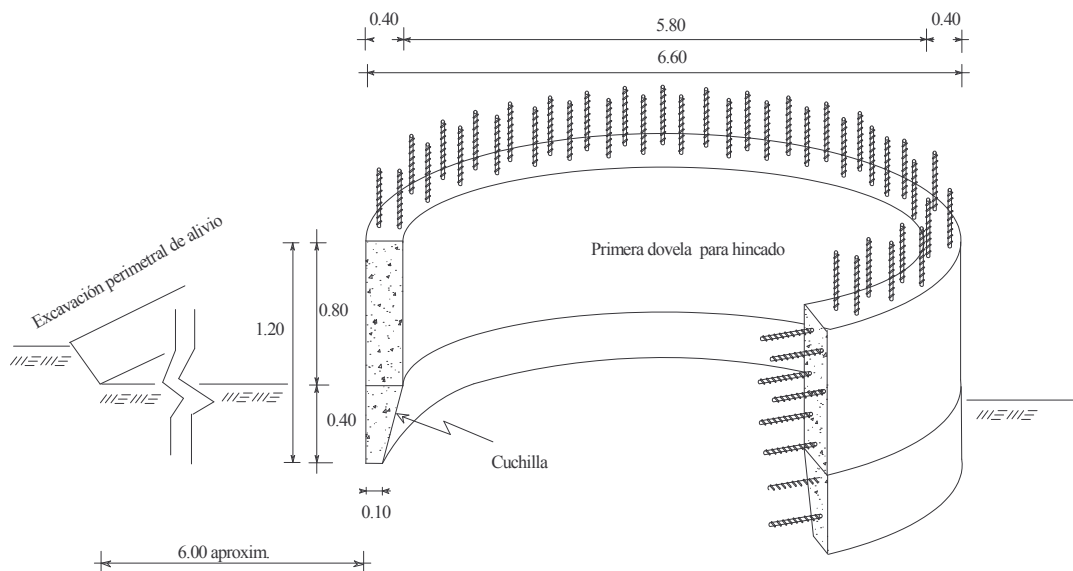 0.40
5.80
0.40
6.60
Excavación perimetral de alivio
Primera dovela para hincado
0.80
1.20
0.40
Cuchilla
0.10
6.00 aproxim.